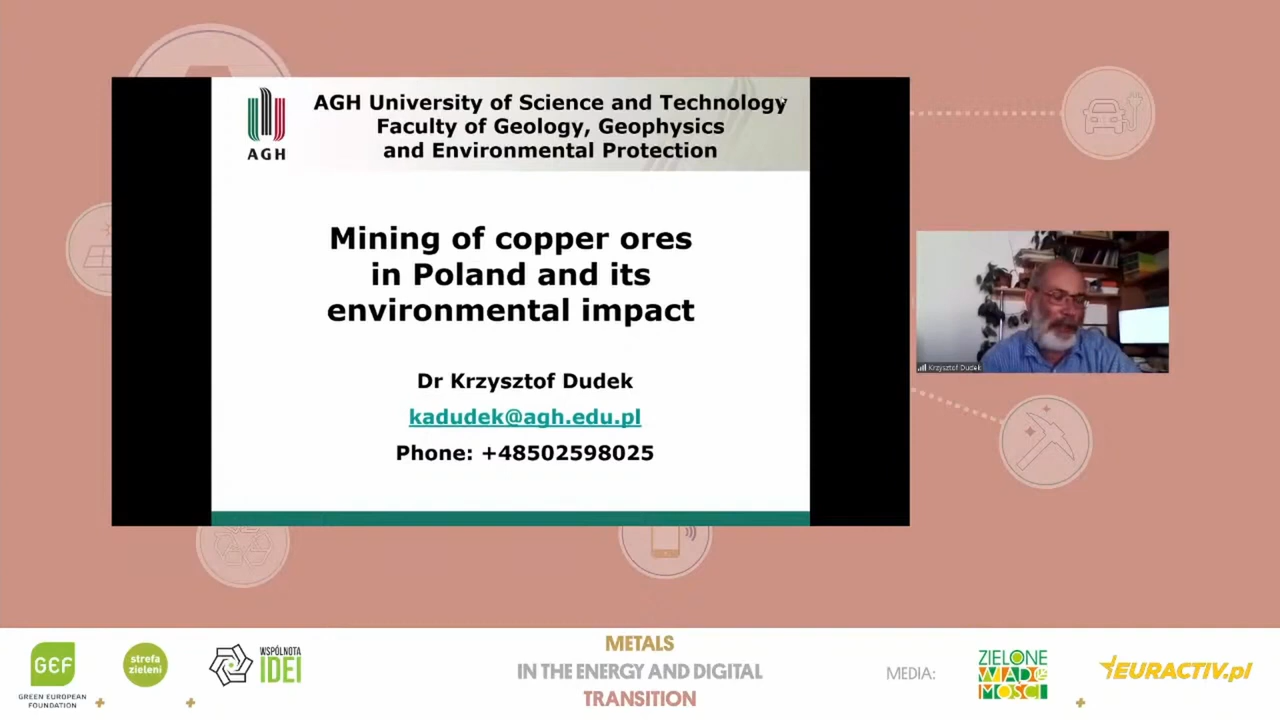 AGH University of Science and Technology
Faculty of Geology, Geophysics
and Environmental Protection
AGH
Mining of copper ores
in Poland and its
environmental impact
Dr Krzysztof Dudek
kadudek@agh.edu.pl
Phone: +48502598025
Krzysztof Dudek
GEF
GREEN EUROPEAN
FOUNDATION
strefa
zieleni
WSPÓLNOTA
IDEI
METALS
IN THE ENERGY AND DIGITAL
TRANSITION
MEDIA:
ZIELONE
WIADO
MOŚCI
EURACTIV.pl